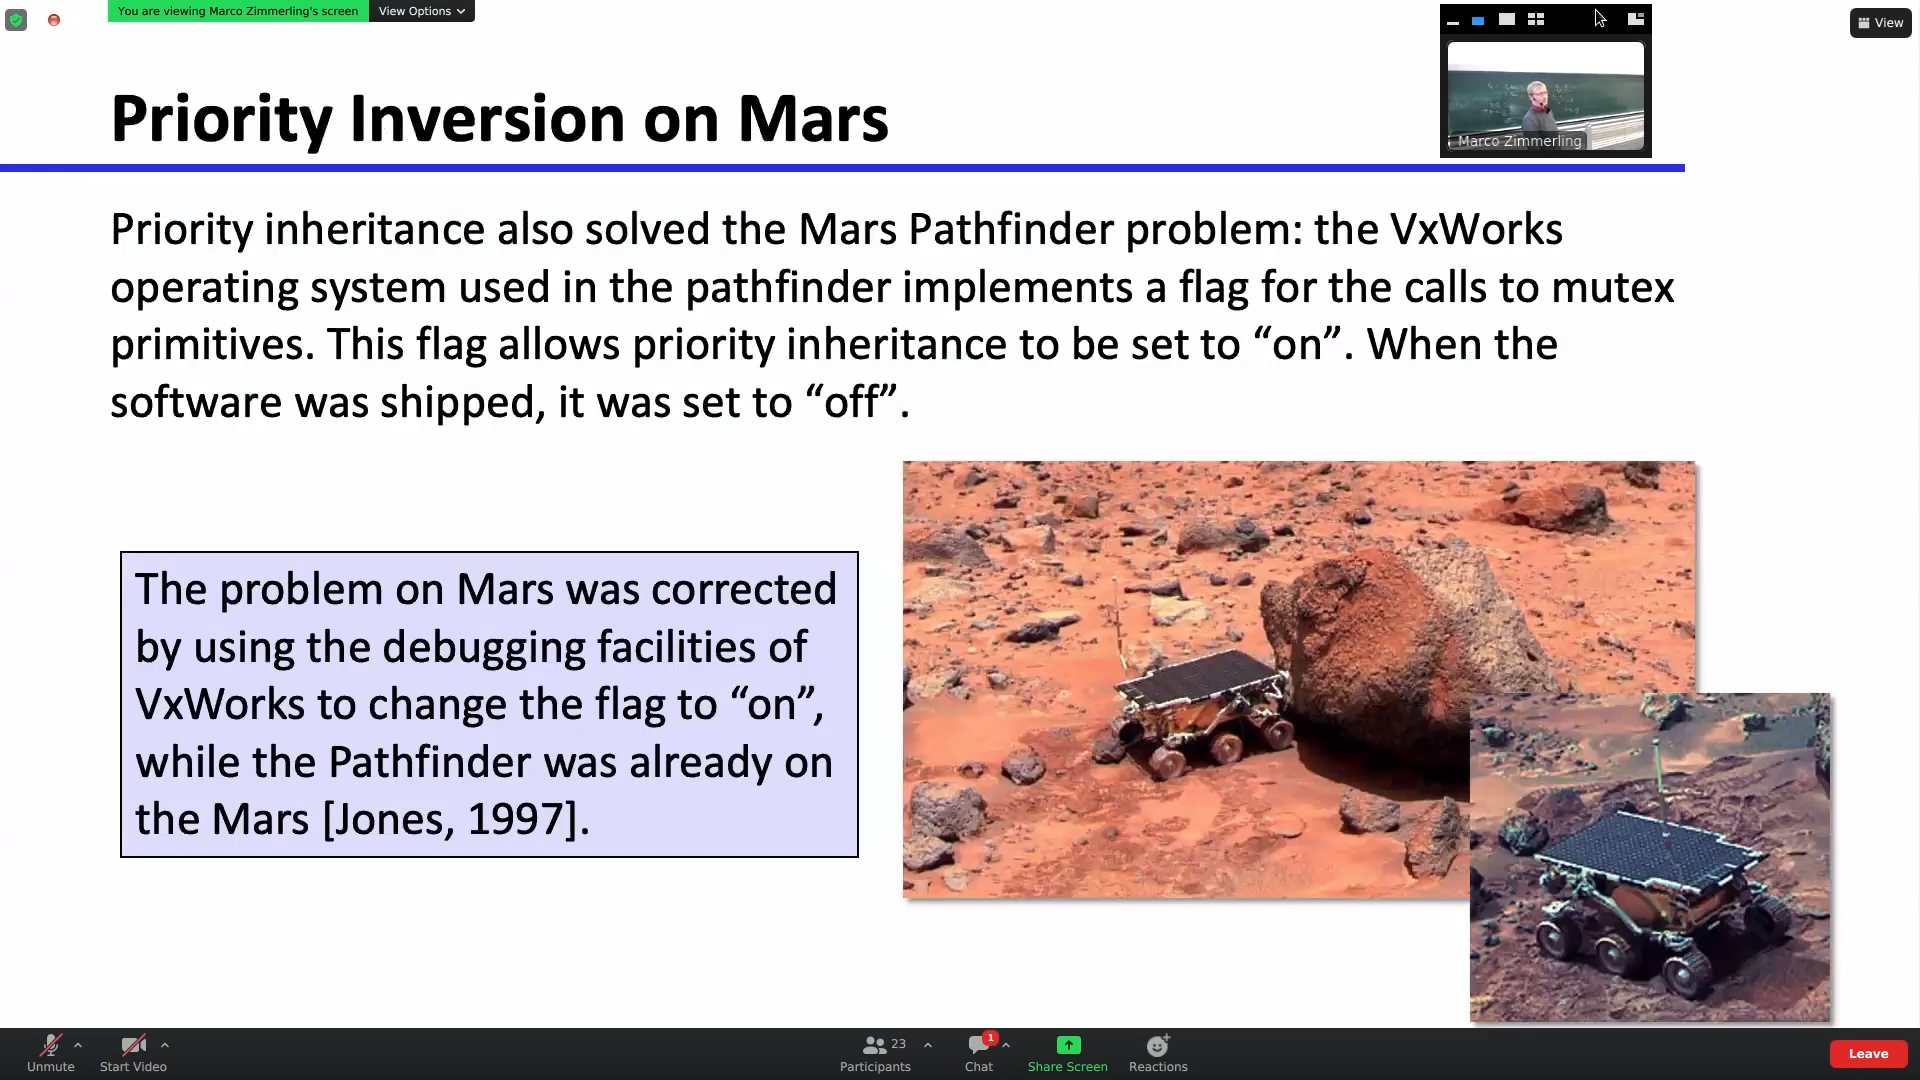 You are viewing Marco Zimmerling's screen
View Options
View
Priority Inversion on Mars
Marco Zimmerling
Priority inheritance also solved the Mars Pathfinder problem: the VxWorks
operating system used in the pathfinder implements a flag for the calls to mutex
primitives. This flag allows priority inheritance to be set to “on”. When the
software was shipped, it was set to “off”.
The problem on Mars was corrected
by using the debugging facilities of
VxWorks to change the flag to “on”,
while the Pathfinder was already on
the Mars [Jones, 1997].
Unmute
Start Video
23
Participants
1
Chat
Share Screen
Reactions
Leave